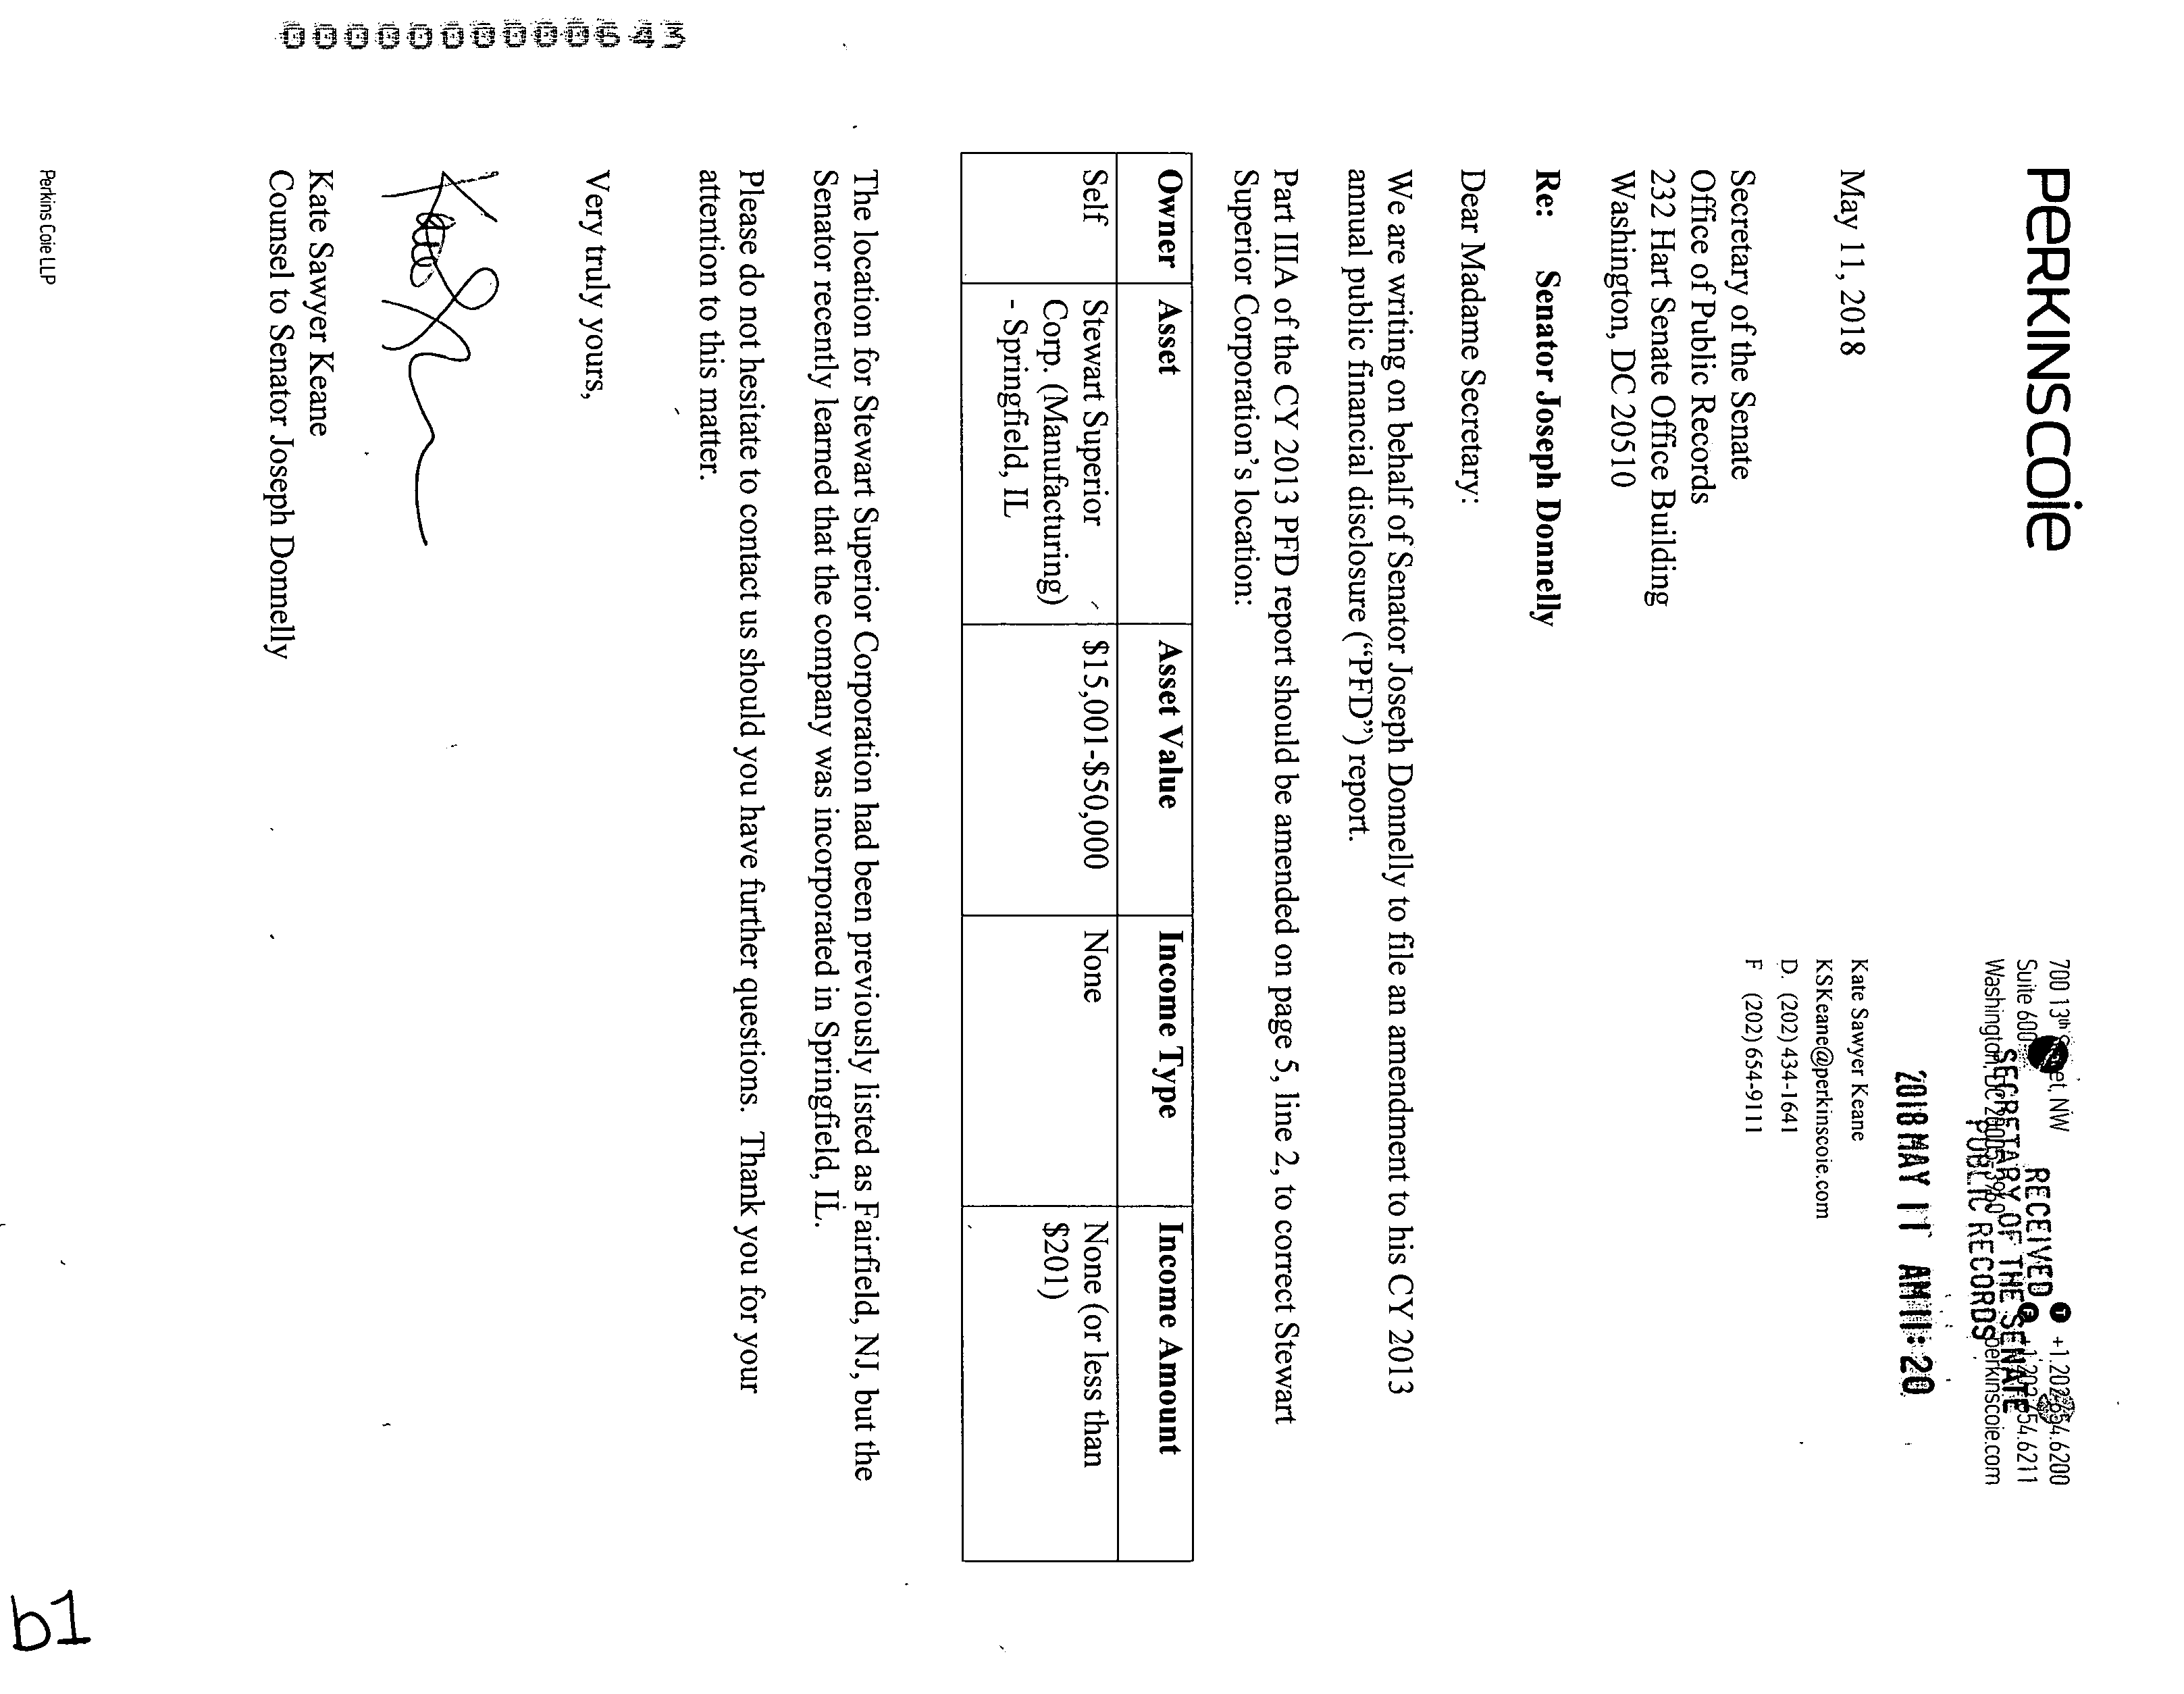 PERKINSCOIE
700 13th Street, NW
Suite 600
Washington, DC 20005-3960
T +1.202.654.6200
F +1.202.654.6211
perkinscoie.com
RECEIVED
SECRETARY OF THE SENATE
PUBLIC RECORDS
2018 MAY 11 AM 11:20
May 11, 2018
Kate Sawyer Keane
KSKeane@perkinscoie.com
D. (202) 434-1641
F (202) 654-9111
Secretary of the Senate
Office of Public Records
232 Hart Senate Office Building
Washington, DC 20510
Re: Senator Joseph Donnelly
Dear Madame Secretary:
We are writing on behalf of Senator Joseph Donnelly to file an amendment to his CY 2013
annual public financial disclosure (“PFD”) report.
Part IIIA of the CY 2013 PFD report should be amended on page 5, line 2, to correct Stewart
Superior Corporation’s location:
Owner Asset Asset Value Income Type Income Amount
Self Stewart Superior $15,001-$50,000 None None (or less than
Corp. (Manufacturing) $201)
- Springfield, IL
The location for Stewart Superior Corporation had been previously listed as Fairfield, NJ, but the
Senator recently learned that the company was incorporated in Springfield, IL.
Please do not hesitate to contact us should you have further questions. Thank you for your
attention to this matter.
Very truly yours,
Kate Sawyer Keane
Counsel to Senator Joseph Donnelly
Perkins Coie LLP
0000000000643
b1